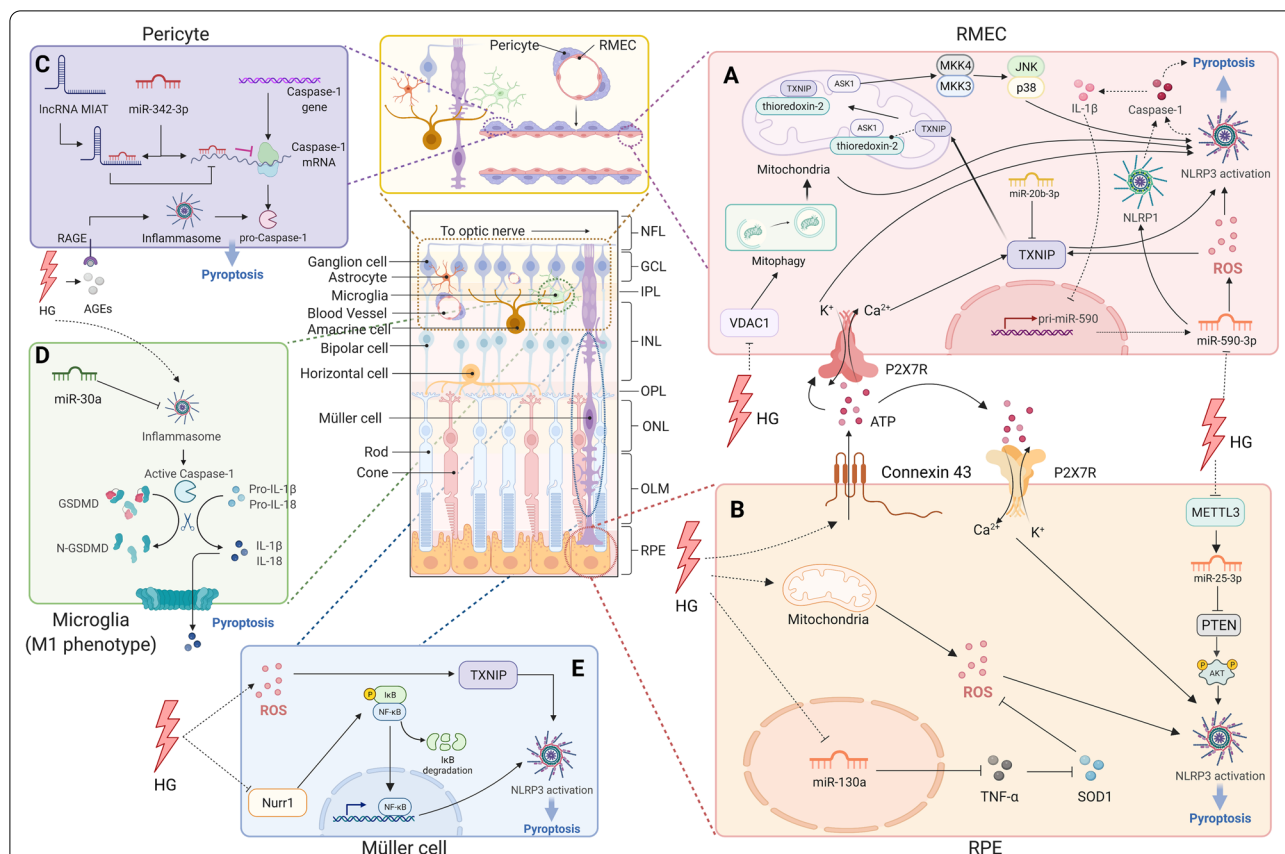 Pericyte
RMEC
C
lncRNA MIAT
miR-342-3p
Caspase-1
gene
Caspase-1
mRNA
RAGE
Inflammasome
pro-Caspase-1
Pyroptosis
HG
AGEs
Pericyte
RMEC
To optic nerve
NFL
GCL
IPL
INL
OPL
ONL
OLM
RPE
Ganglion cell
Astrocyte
Microglia
Blood Vessel
Amacrine cell
Bipolar cell
Horizontal cell
Müller cell
Rod
Cone
A
TXNIP
thioredoxin-2
ASK1
ASK1
thioredoxin-2
TXNIP
MKK4
MKK3
JNK
p38
IL-1β
Caspase-1
Pyroptosis
NLRP3 activation
NLRP1
Mitochondria
Mitophagy
miR-20b-3p
TXNIP
ROS
VDAC1
K⁺
Ca²⁺
pri-miR-590
miR-590-3p
P2X7R
HG
ATP
HG
Connexin 43
P2X7R
D
miR-30a
Inflammasome
Active Caspase-1
GSDMD
Pro-IL-1β
Pro-IL-18
N-GSDMD
IL-1β
IL-18
Pyroptosis
Microglia
(M1 phenotype)
B
Ca²⁺
K⁺
METTL3
miR-25-3p
PTEN
P
AKT
P
HG
Mitochondria
ROS
miR-130a
TNF-α
SOD1
NLRP3 activation
Pyroptosis
RPE
E
HG
ROS
TXNIP
P
IκB
NF-κB
IκB
degradation
Nurr1
NF-κB
NLRP3 activation
Pyroptosis
Müller cell